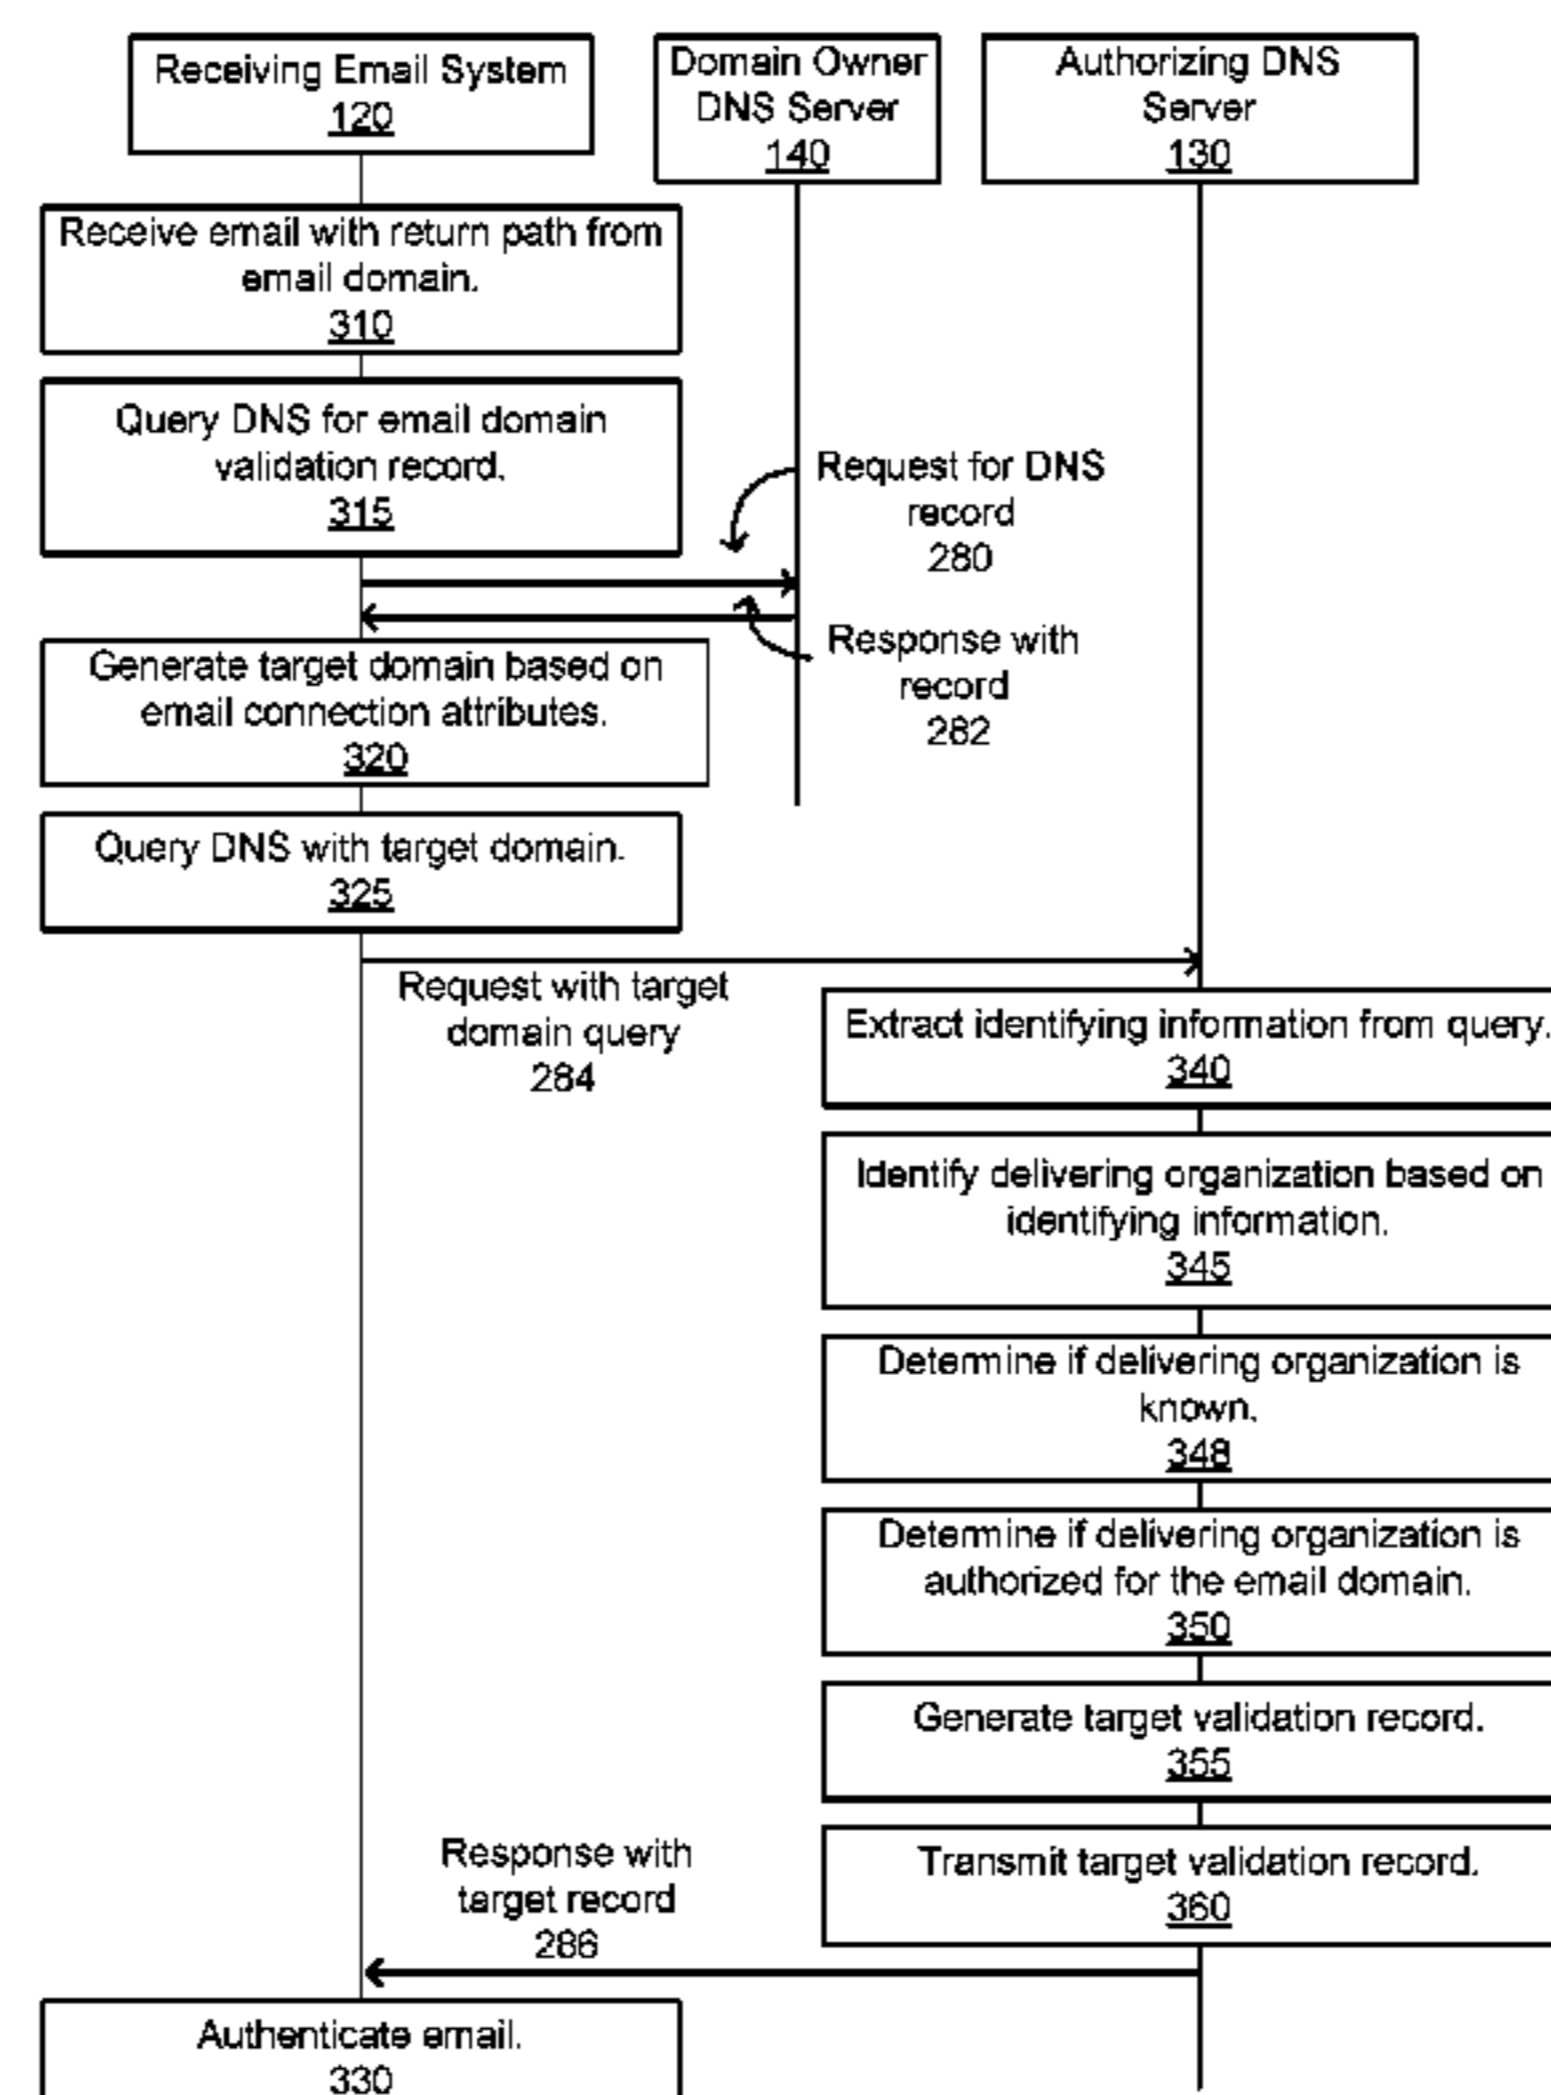 Receiving Email System
120
Domain Owner
DNS Server
140
Authorizing DNS
Server
130
Receive email with return path from
email domain.
310
Query DNS for email domain
validation record.
315
Request for DNS
record
280
Response with
record
282
Generate target domain based on
email connection attributes.
320
Query DNS with target domain.
325
Request with target
domain query
284
Extract identifying information from query.
340
Identify delivering organization based on
identifying information.
345
Determine if delivering organization is
known.
348
Determine if delivering organization is
authorized for the email domain.
350
Generate target validation record.
355
Transmit target validation record.
360
Response with
target record
286
Authenticate email.
330